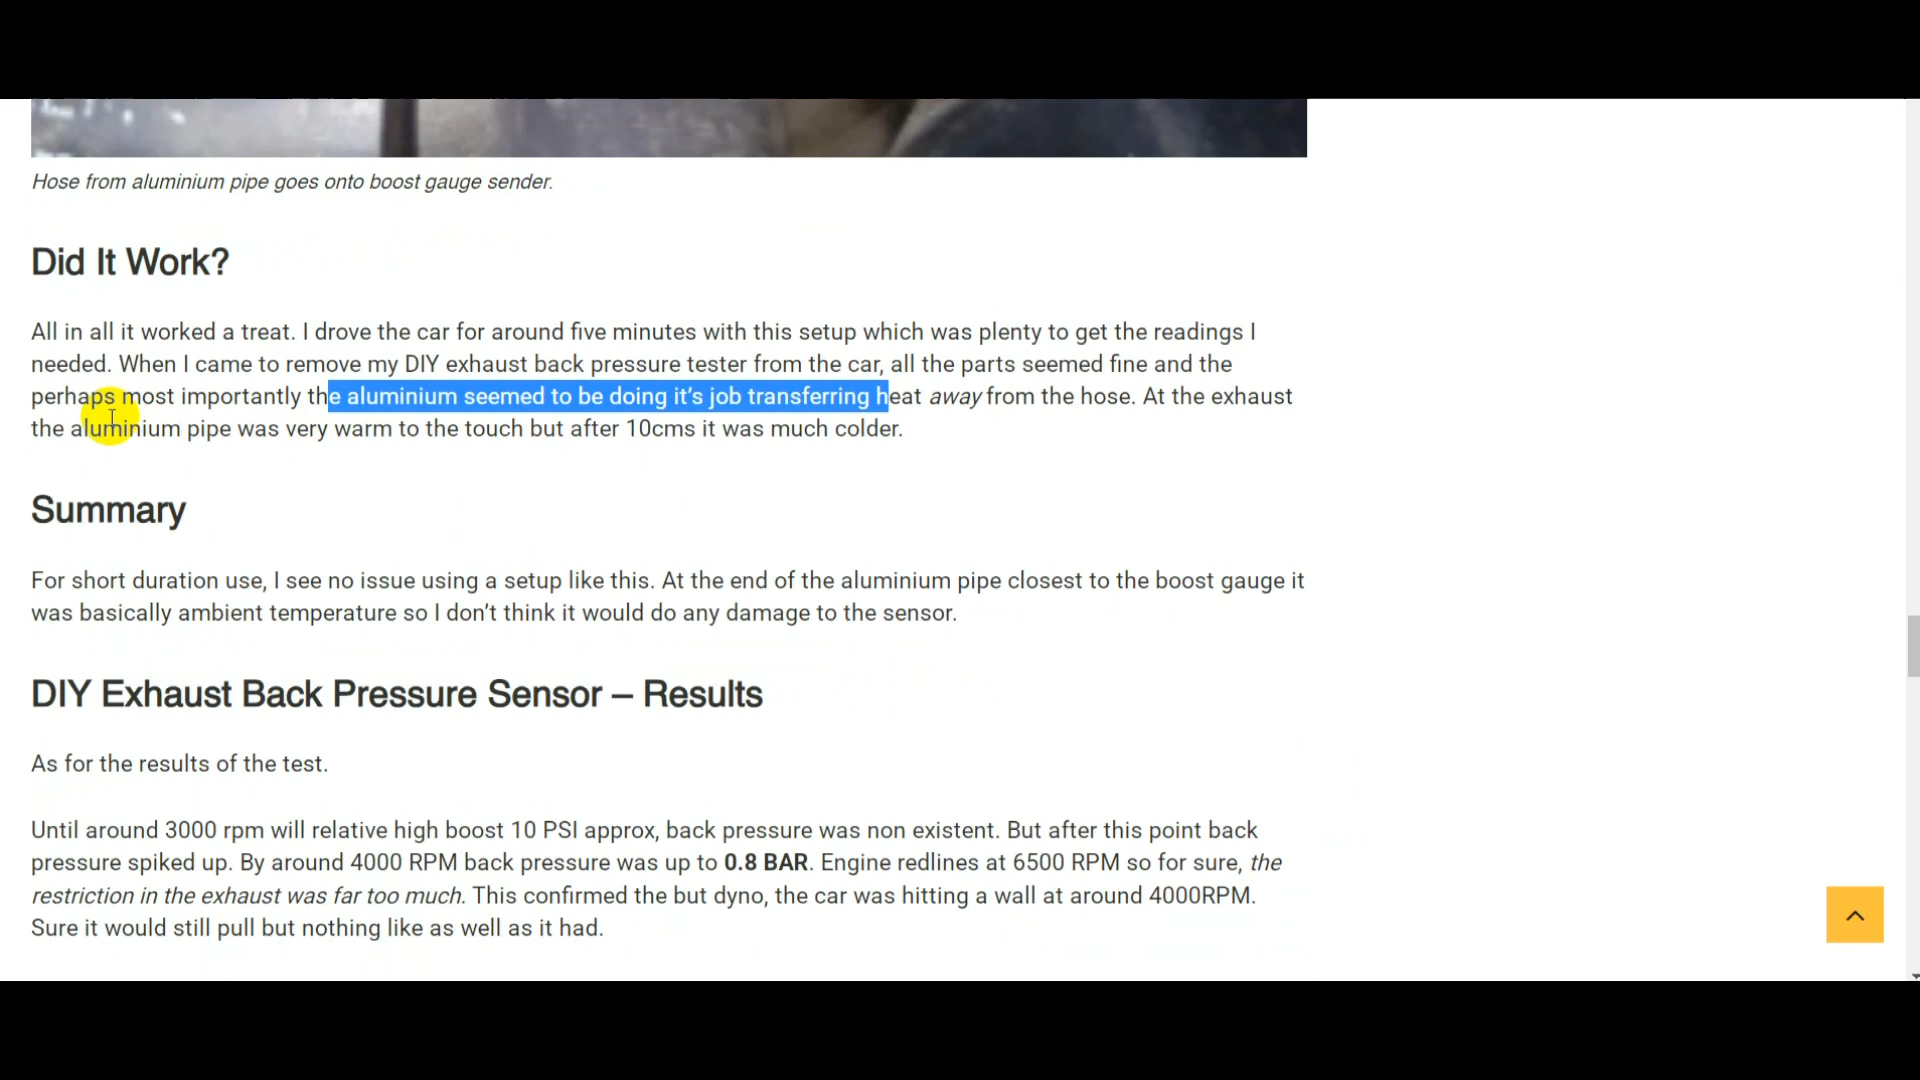 Hose from aluminium pipe goes onto boost gauge sender.
Did It Work?
All in all it worked a treat. I drove the car for around five minutes with this setup which was plenty to get the readings I
needed. When I came to remove my DIY exhaust back pressure tester from the car, all the parts seemed fine and the
perhaps most importantly the aluminium seemed to be doing it's job transferring heat away from the hose. At the exhaust
the aluminium pipe was very warm to the touch but after 10cms it was much colder.
Summary
For short duration use, I see no issue using a setup like this. At the end of the aluminium pipe closest to the boost gauge it
was basically ambient temperature so I don't think it would do any damage to the sensor.
DIY Exhaust Back Pressure Sensor – Results
As for the results of the test.
Until around 3000 rpm will relative high boost 10 PSI approx, back pressure was non existent. But after this point back
pressure spiked up. By around 4000 RPM back pressure was up to 0.8 BAR. Engine redlines at 6500 RPM so for sure, the
restriction in the exhaust was far too much. This confirmed the but dyno, the car was hitting a wall at around 4000RPM.
Sure it would still pull but nothing like as well as it had.